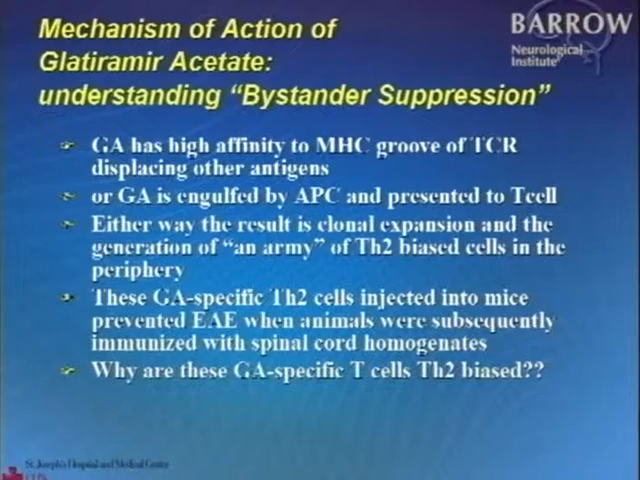 Mechanism of Action of
Glatiramir Acetate:
understanding “Bystander Suppression”
BARROW
Neurological
Institute
GA has high affinity to MHC groove of TCR
displacing other antigens
or GA is engulfed by APC and presented to Tcell
Either way the result is clonal expansion and the
generation of “an army” of Th2 biased cells in the
periphery
These GA-specific Th2 cells injected into mice
prevented EAE when animals were subsequently
immunized with spinal cord homogenates
Why are these GA-specific T cells Th2 biased??
St. Joseph's Hospital and Medical Center